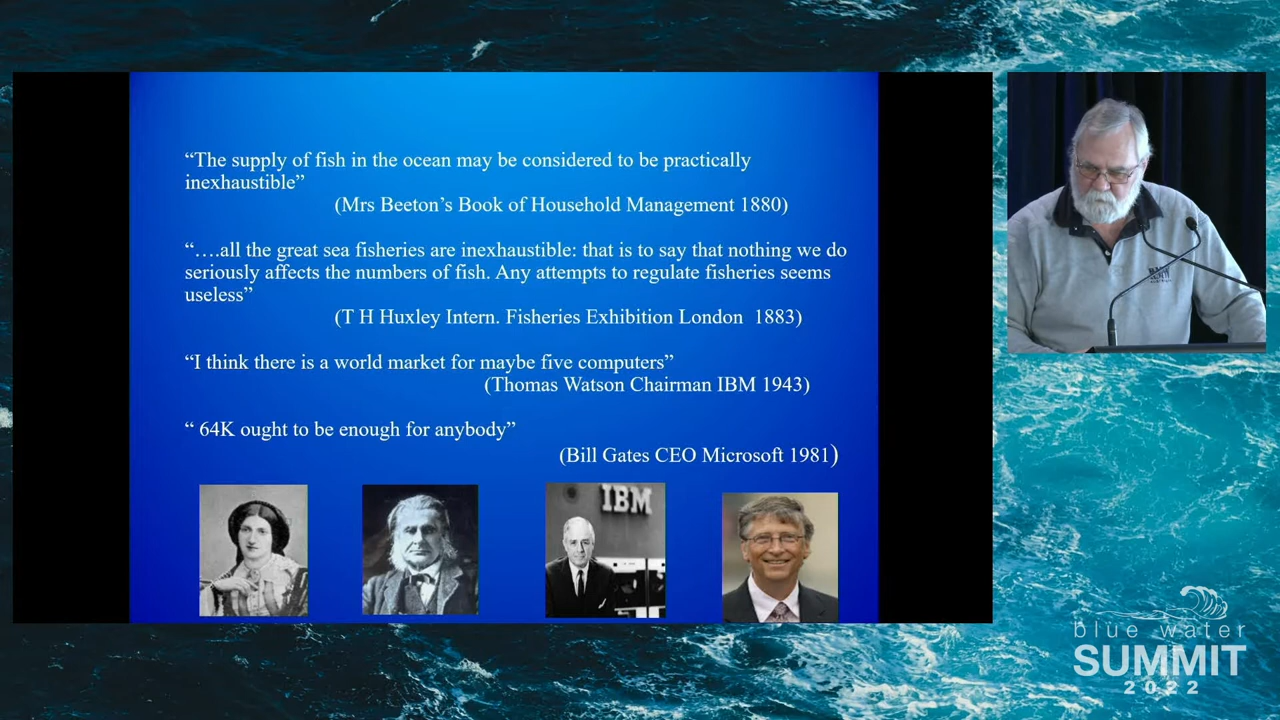 “The supply of fish in the ocean may be considered to be practically
inexhaustible”
(Mrs Beeton’s Book of Household Management 1880)
“….all the great sea fisheries are inexhaustible: that is to say that nothing we do
seriously affects the numbers of fish. Any attempts to regulate fisheries seems
useless”
(T H Huxley Intern. Fisheries Exhibition London 1883)
“I think there is a world market for maybe five computers”
(Thomas Watson Chairman IBM 1943)
“ 64K ought to be enough for anybody”
(Bill Gates CEO Microsoft 1981)
IBM
blue water
SUMMIT
2022